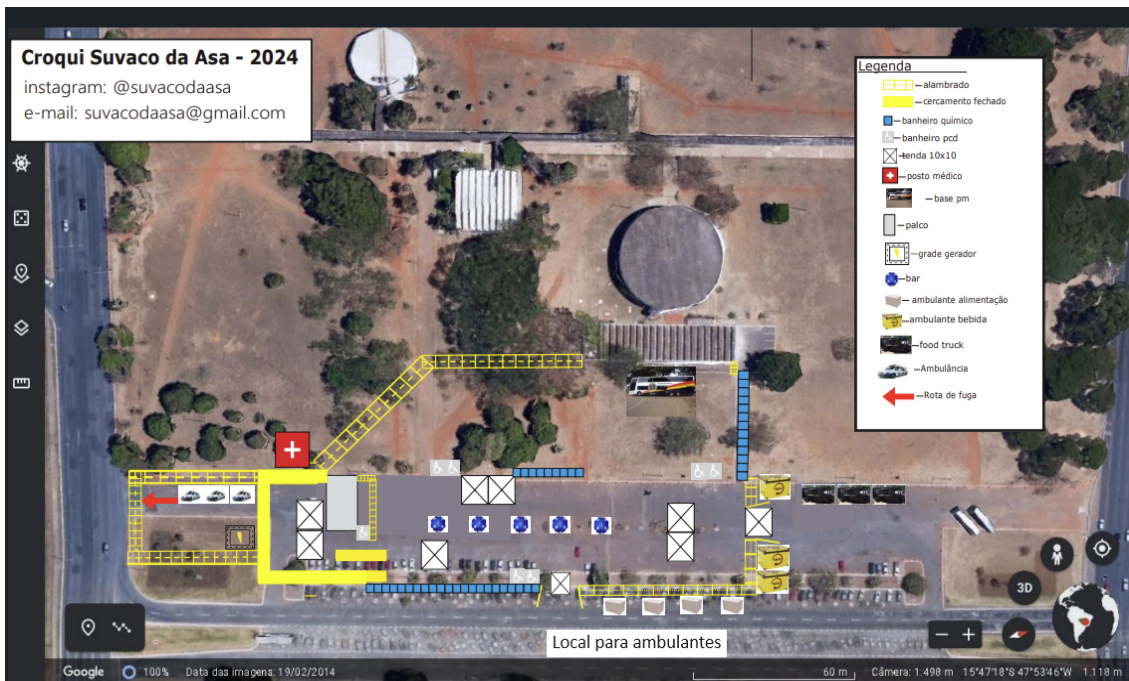 Croqui Suvaco da Asa - 2024
instagram: @suvacodaasa
e-mail: suvacodaasa@gmail.com
Legenda
alambrado
cercamento fechado
banheiro químico
banheiro pcd
tenda 10x10
posto médico
base pm
palco
grade gerador
bar
ambulante alimentação
ambulante bebida
food truck
Ambulância
Rota de fuga
3D
Local para ambulantes
Google
100%
Data das imagens: 19/02/2014
60 m
Câmera: 1.498 m
15°47'18"S 47°53'46"W
1.118 m